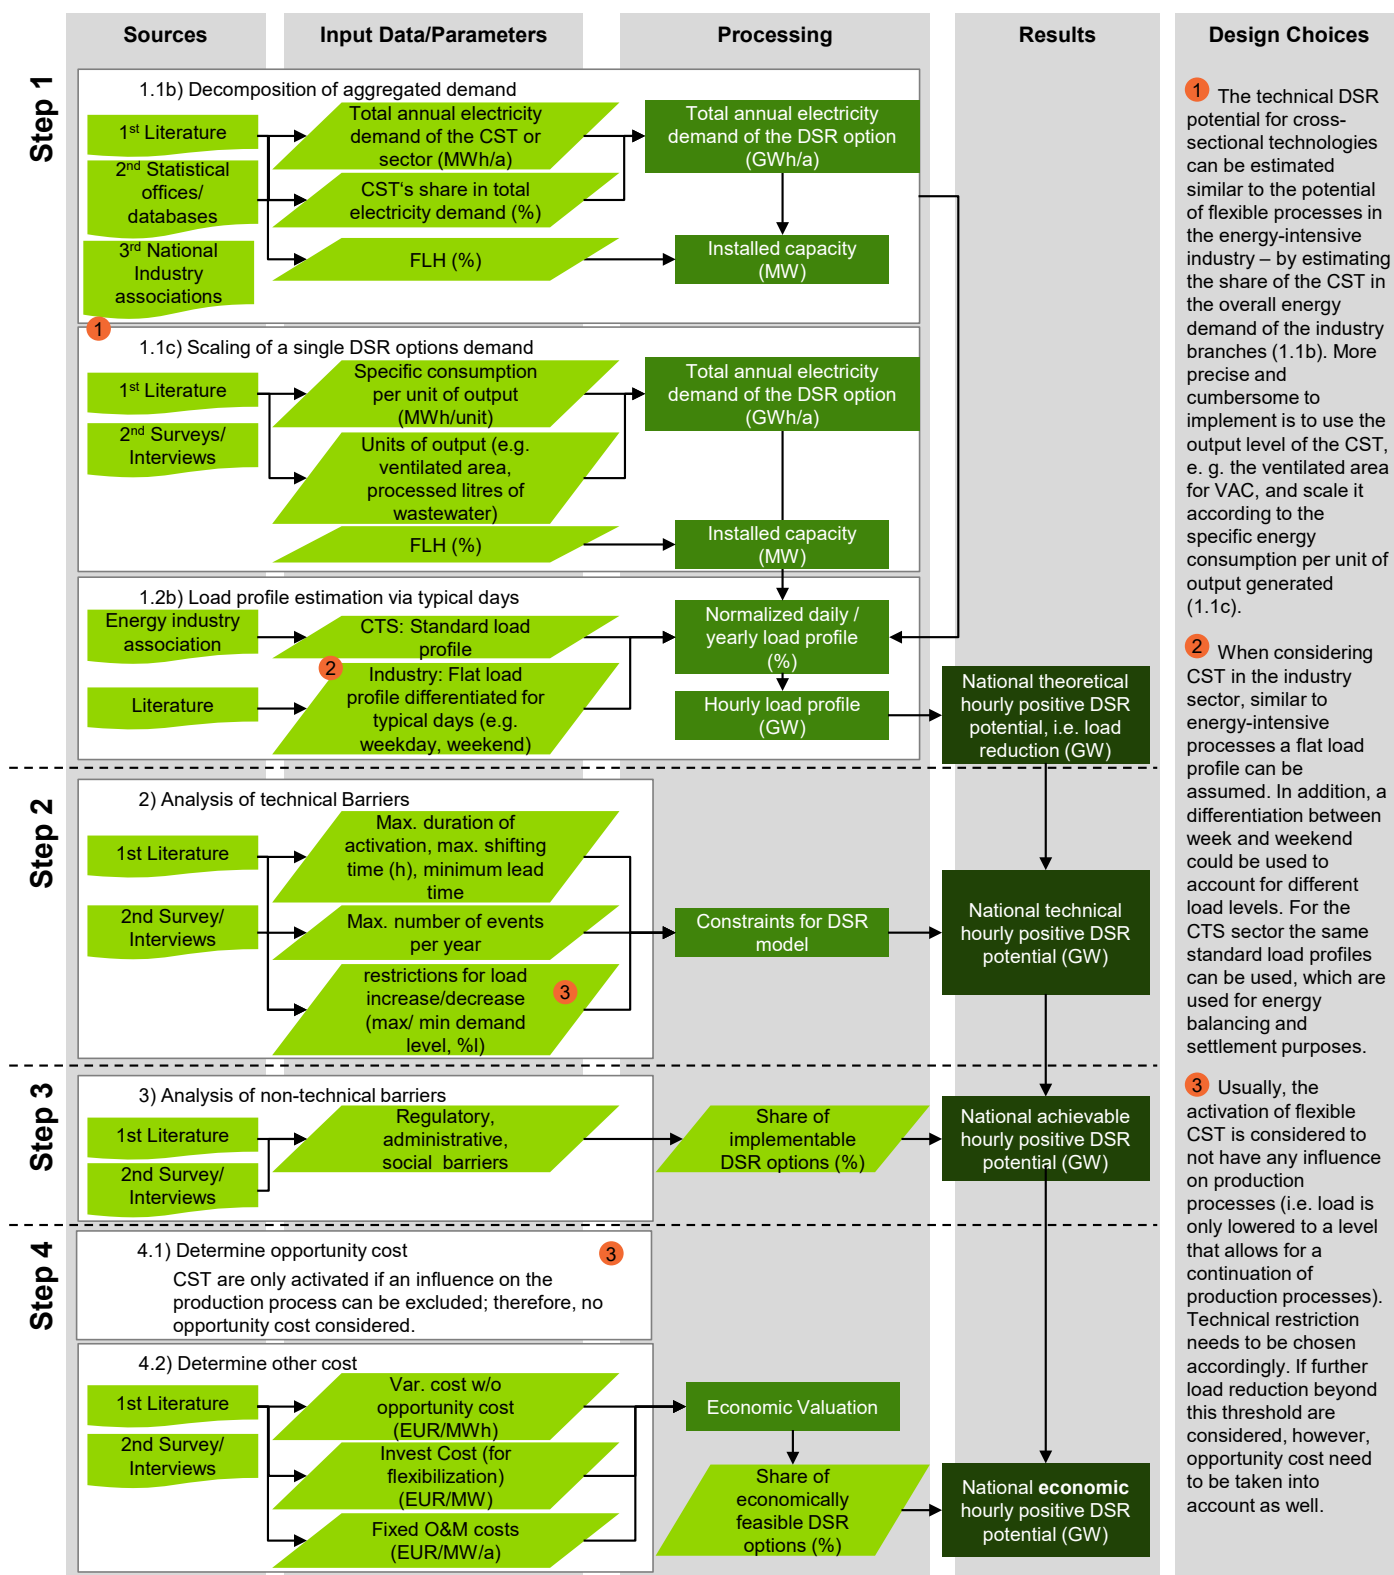 Sources
Input Data/Parameters
Processing
Results
Design Choices
Step 1
1.1b) Decomposition of aggregated demand
1st Literature
2nd Statistical
offices/
databases
3rd National
Industry
associations
Total annual electricity
demand of the CST or
sector (MWh/a)
CST‘s share in total
electricity demand (%)
FLH (%)
Total annual electricity
demand of the DSR option
(GWh/a)
Installed capacity
(MW)
1
1.1c) Scaling of a single DSR options demand
1st Literature
2nd Surveys/
Interviews
Specific consumption
per unit of output
(MWh/unit)
Units of output (e.g.
ventilated area,
processed litres of
wastewater)
FLH (%)
Total annual electricity
demand of the DSR option
(GWh/a)
Installed capacity
(MW)
1.2b) Load profile estimation via typical days
Energy industry
association
Literature
CTS: Standard load
profile
2
Industry: Flat load
profile differentiated for
typical days (e.g.
weekday, weekend)
Normalized daily /
yearly load profile
(%)
Hourly load profile
(GW)
National theoretical
hourly positive DSR
potential, i.e. load
reduction (GW)
Step 2
2) Analysis of technical Barriers
1st Literature
2nd Survey/
Interviews
Max. duration of
activation, max. shifting
time (h), minimum lead
time
Max. number of events
per year
restrictions for load
increase/decrease
(max/ min demand
level, %l)
3
Constraints for DSR
model
National technical
hourly positive DSR
potential (GW)
Step 3
3) Analysis of non-technical barriers
1st Literature
2nd Survey/
Interviews
Regulatory,
administrative,
social barriers
Share of
implementable
DSR options (%)
National achievable
hourly positive DSR
potential (GW)
Step 4
4.1) Determine opportunity cost
3
CST are only activated if an influence on the
production process can be excluded; therefore, no
opportunity cost considered.
4.2) Determine other cost
1st Literature
2nd Survey/
Interviews
Var. cost w/o
opportunity cost
(EUR/MWh)
Invest Cost (for
flexibilization)
(EUR/MW)
Fixed O&M costs
(EUR/MW/a)
Economic Valuation
Share of
economically
feasible DSR
options (%)
National economic
hourly positive DSR
potential (GW)
1 The technical DSR
potential for cross-
sectional technologies
can be estimated
similar to the potential
of flexible processes in
the energy-intensive
industry – by estimating
the share of the CST in
the overall energy
demand of the industry
branches (1.1b). More
precise and
cumbersome to
implement is to use the
output level of the CST,
e. g. the ventilated area
for VAC, and scale it
according to the
specific energy
consumption per unit of
output generated
(1.1c).
2 When considering
CST in the industry
sector, similar to
energy-intensive
processes a flat load
profile can be
assumed. In addition, a
differentiation between
week and weekend
could be used to
account for different
load levels. For the
CTS sector the same
standard load profiles
can be used, which are
used for energy
balancing and
settlement purposes.
3 Usually, the
activation of flexible
CST is considered to
not have any influence
on production
processes (i.e. load is
only lowered to a level
that allows for a
continuation of
production processes).
Technical restriction
needs to be chosen
accordingly. If further
load reduction beyond
this threshold are
considered, however,
opportunity cost need
to be taken into
account as well.